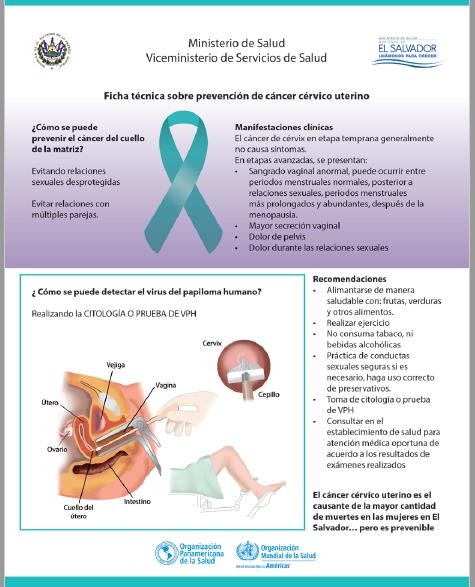 Ministerio de Salud
Viceministerio de Servicios de Salud
MINISTERIO DE SALUD
EL SALVADOR
UNÁMONOS PARA CRECER
Ficha técnica sobre prevención de cáncer cérvico uterino
¿Cómo se puede
prevenir el cáncer del cuello
de la matriz?
Evitando relaciones
sexuales desprotegidas
Evitar relaciones con
múltiples parejas.
Manifestaciones clínicas
El cáncer de cérvix en etapa temprana generalmente
no causa síntomas.
En etapas avanzadas, se presentan:
• Sangrado vaginal anormal, puede ocurrir entre
periodos menstruales normales, posterior a
relaciones sexuales, periodos menstruales
más prolongados y abundantes, después de la
menopausia.
• Mayor secreción vaginal
• Dolor de pelvis
• Dolor durante las relaciones sexuales
¿ Cómo se puede detectar el virus del papiloma humano?
Realizando la CITOLOGÍA O PRUEBA DE VPH
Cervix
Cepillo
Vejiga
Vagina
Útero
Ovario
Cuello del
útero
Intestino
Recomendaciones
• Alimantarse de manera
saludable con: frutas, verduras
y otros alimentos.
• Realizar ejercicio
• No consuma tabaco, ni
bebidas alcohólicas
• Práctica de conductas
sexuales seguras si es
necesario, haga uso correcto
de preservativos.
• Toma de citología o prueba
de VPH
• Consultar en el
establecimiento de salud para
atención médica oportuna de
acuerdo a los resultados de
exámenes realizados
El cáncer cérvico uterino es el
causante de la mayor cantidad
de muertes en las mujeres en El
Salvador... pero es prevenible
Organización
Panamericana
de la Salud
Organización
Mundial de la Salud
Américas